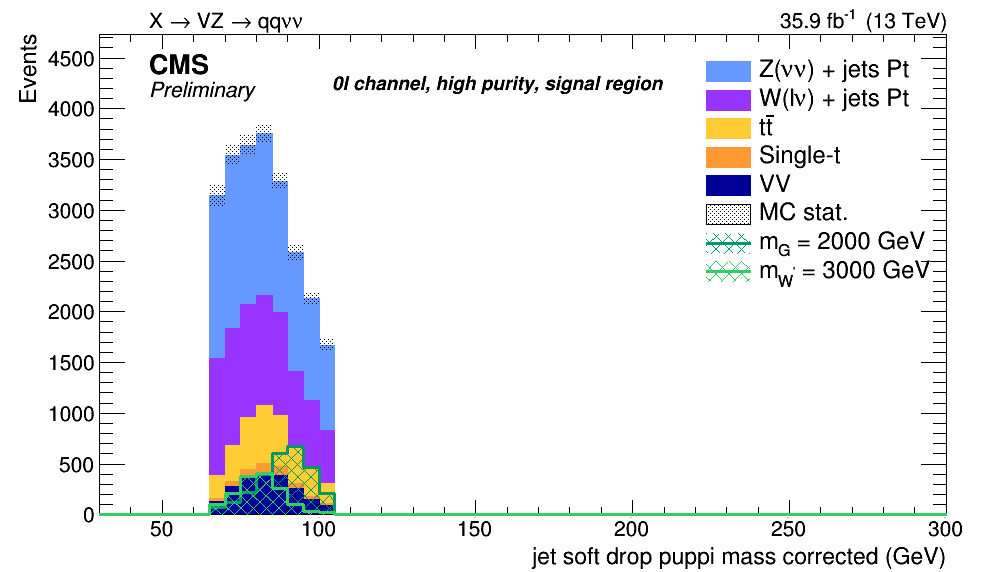 X → VZ → qqνν
35.9 fb⁻¹ (13 TeV)
Events
CMS
Preliminary
0l channel, high purity, signal region
Z(νν) + jets Pt
W(lν) + jets Pt
tt̄
Single-t
VV
MC stat.
m_G = 2000 GeV
m_W' = 3000 GeV
4500
4000
3500
3000
2500
2000
1500
1000
500
0
50 100 150 200 250 300
jet soft drop puppi mass corrected (GeV)